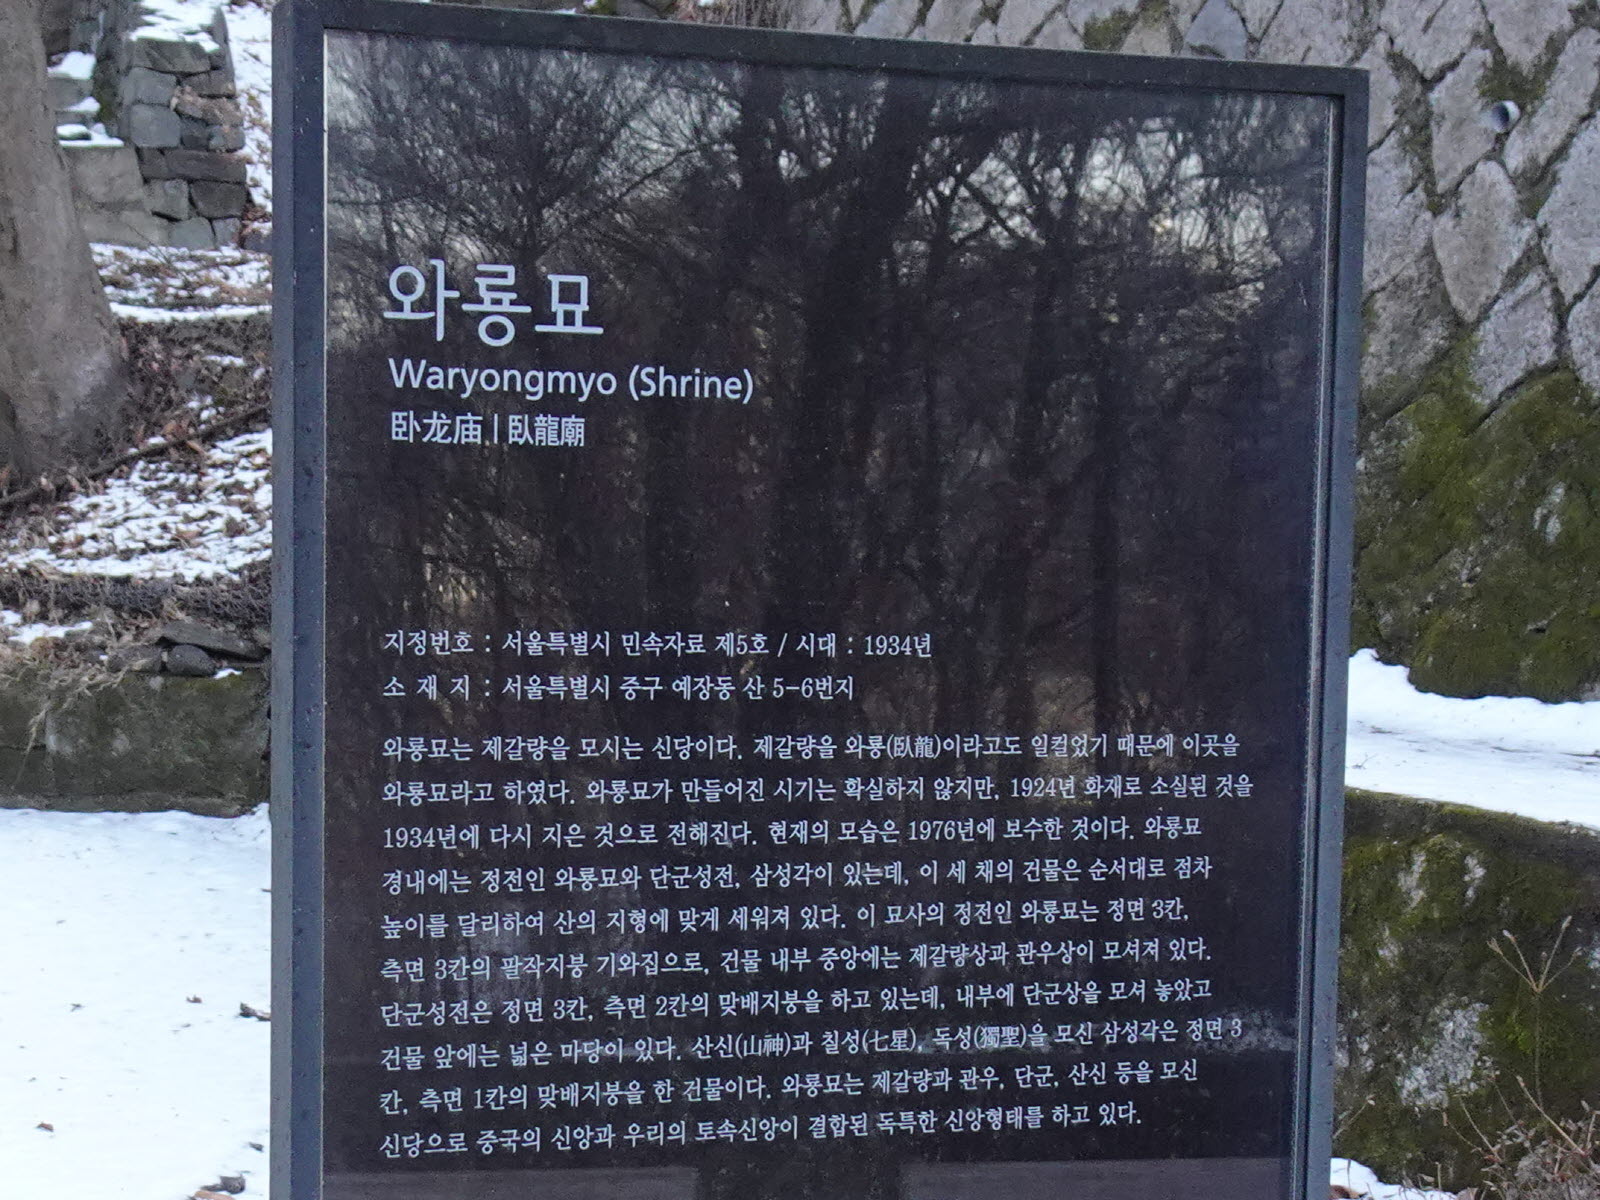 와룡묘
Waryongmyo (Shrine)
卧龙庙 | 臥龍廟
지정번호 : 서울특별시 민속자료 제5호 / 시대 : 1934년
소 재 지 : 서울특별시 중구 예장동 산 5-6번지
와룡묘는 제갈량을 모시는 신당이다. 제갈량을 와룡(臥龍)이라고도 일컬었기 때문에 이곳을
와룡묘라고 하였다. 와룡묘가 만들어진 시기는 확실하지 않지만, 1924년 화재로 소실된 것을
1934년에 다시 지은 것으로 전해진다. 현재의 모습은 1976년에 보수한 것이다. 와룡묘
경내에는 정전인 와룡묘와 단군성전, 삼성각이 있는데, 이 세 채의 건물은 순서대로 점차
높이를 달리하여 산의 지형에 맞게 세워져 있다. 이 묘사의 정전인 와룡묘는 정면 3칸,
측면 3칸의 팔작지붕 기와집으로, 건물 내부 중앙에는 제갈량상과 관우상이 모셔져 있다.
단군성전은 정면 3칸, 측면 2칸의 맞배지붕을 하고 있는데, 내부에 단군상을 모셔 놓았고
건물 앞에는 넓은 마당이 있다. 산신(山神)과 칠성(七星), 독성(獨聖)을 모신 삼성각은 정면 3
칸, 측면 1칸의 맞배지붕을 한 건물이다. 와룡묘는 제갈량과 관우, 단군, 산신 등을 모신
신당으로 중국의 신앙과 우리의 토속신앙이 결합된 독특한 신앙형태를 하고 있다.